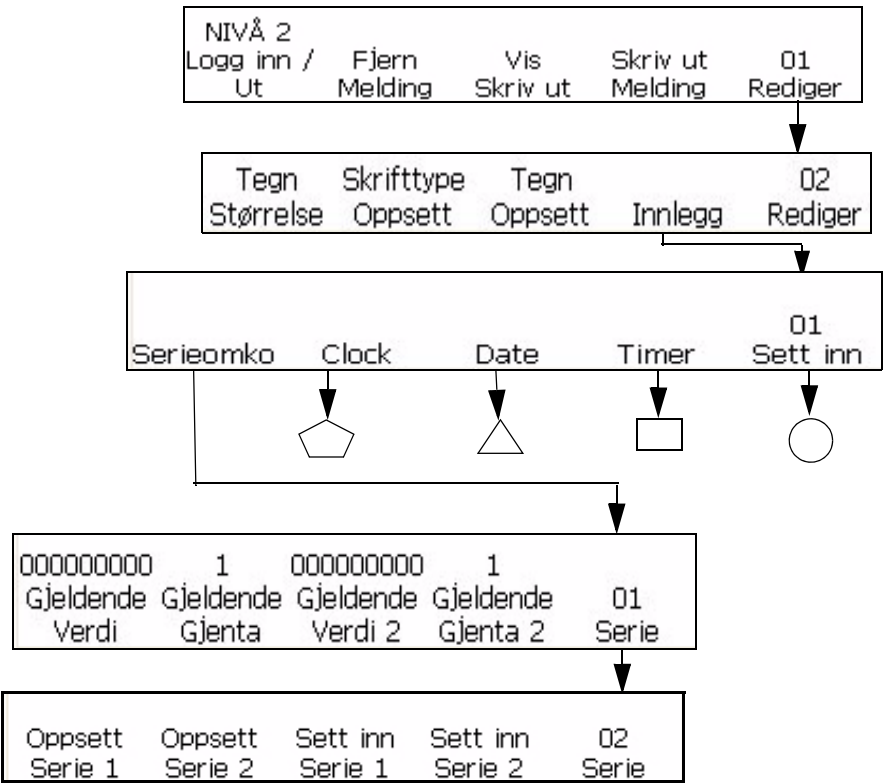 NIVÅ 2
Logg inn / Fjern Vis Skriv ut 01
Ut Melding Skriv ut Melding Rediger
Tegn Skrifttype Tegn 02
Størrelse Oppsett Oppsett Innlegg Rediger
01
Serieomko Clock Date Timer Sett inn
000000000 1 000000000 1
Gjeldende Gjeldende Gjeldende Gjeldende 01
Verdi Gjenta Verdi 2 Gjenta 2 Serie
Oppsett Oppsett Sett inn Sett inn 02
Serie 1 Serie 2 Serie 1 Serie 2 Serie